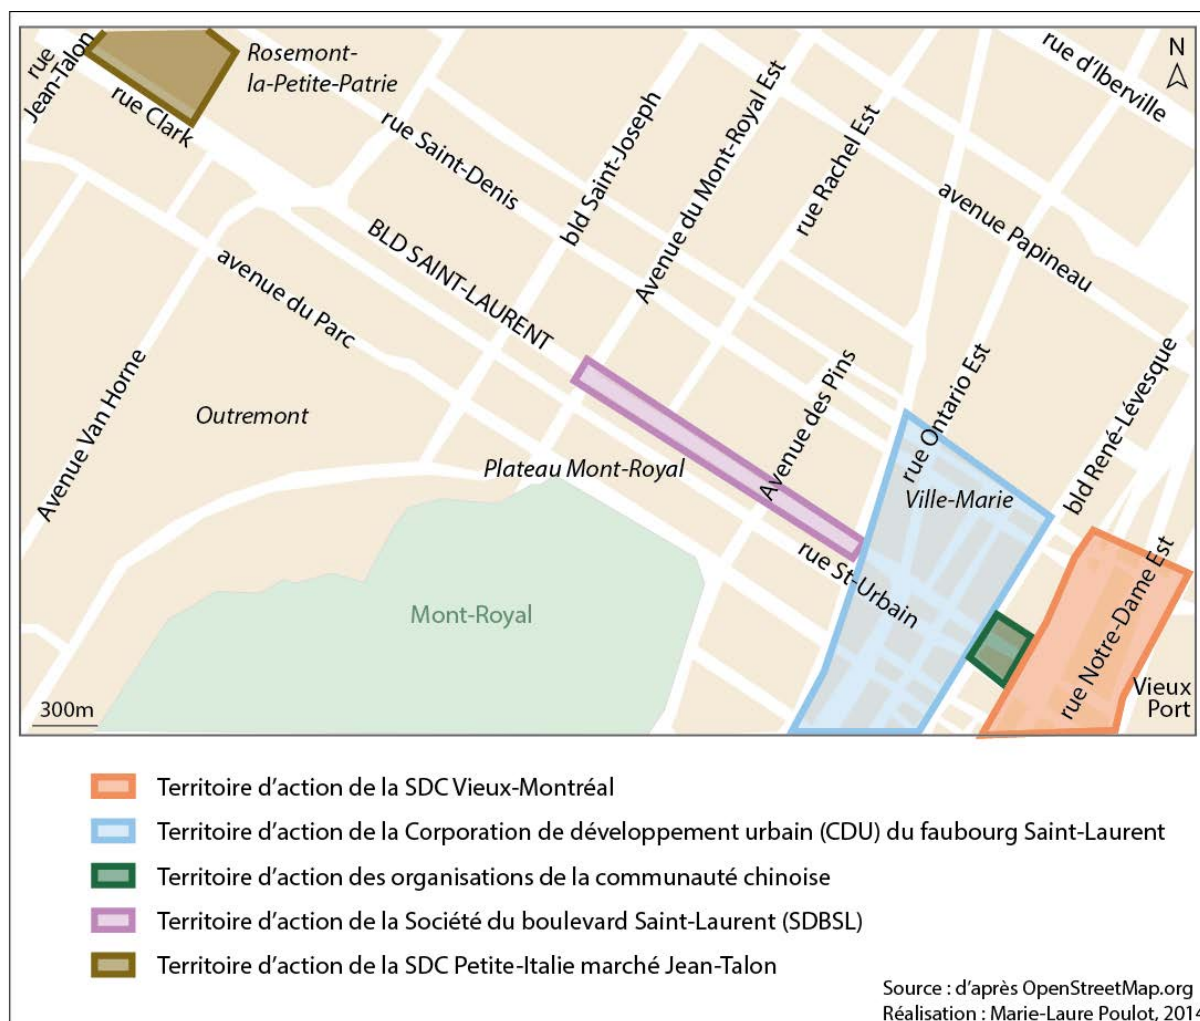 rue
Jean-Talon
Rosemont-
la-Petite-Patrie
N
rue d'Iberville
rue Clark
rue Saint-Denis
bld Saint-Joseph
Avenue du Mont-Royal Est
rue Rachel Est
avenue Papineau
BLD SAINT-LAURENT
avenue du Parc
Avenue Van Horne
Outremont
Plateau Mont-Royal
Avenue des Pins
rue Ontario Est
bld René-Lévesque
Ville-Marie
rue St-Urbain
Mont-Royal
rue Notre-Dame Est
Vieux
Port
300m
Territoire d'action de la SDC Vieux-Montréal
Territoire d'action de la Corporation de développement urbain (CDU) du faubourg Saint-Laurent
Territoire d'action des organisations de la communauté chinoise
Territoire d'action de la Société du boulevard Saint-Laurent (SDBSL)
Territoire d'action de la SDC Petite-Italie marché Jean-Talon
Source : d'après OpenStreetMap.org
Réalisation : Marie-Laure Poulot, 2014